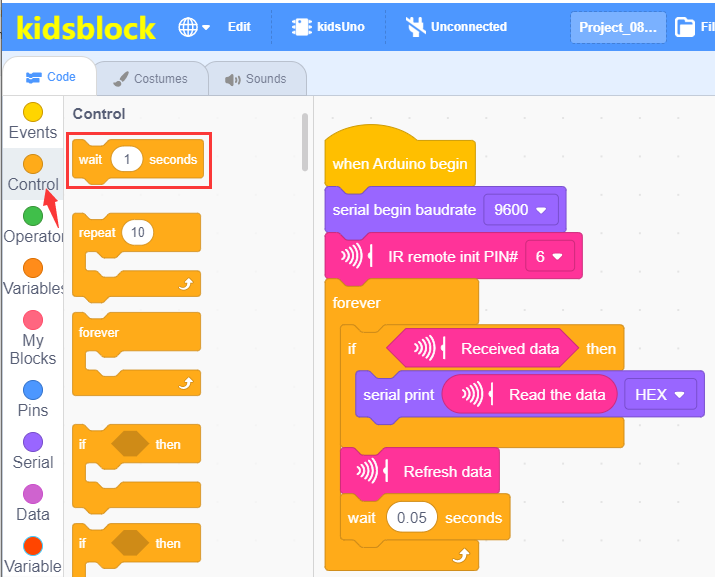 kidsblock
Edit
kidsUno
Unconnected
Project_08...
Fil
Code
Costumes
Sounds
Events
Control
Operator
Variables
My
Blocks
Pins
Serial
Data
Variable
Control
wait 1 seconds
repeat 10
forever
if then
if then
when Arduino begin
serial begin baudrate 9600
IR remote init PIN# 6
forever
if Received data then
serial print Read the data HEX
Refresh data
wait 0.05 seconds